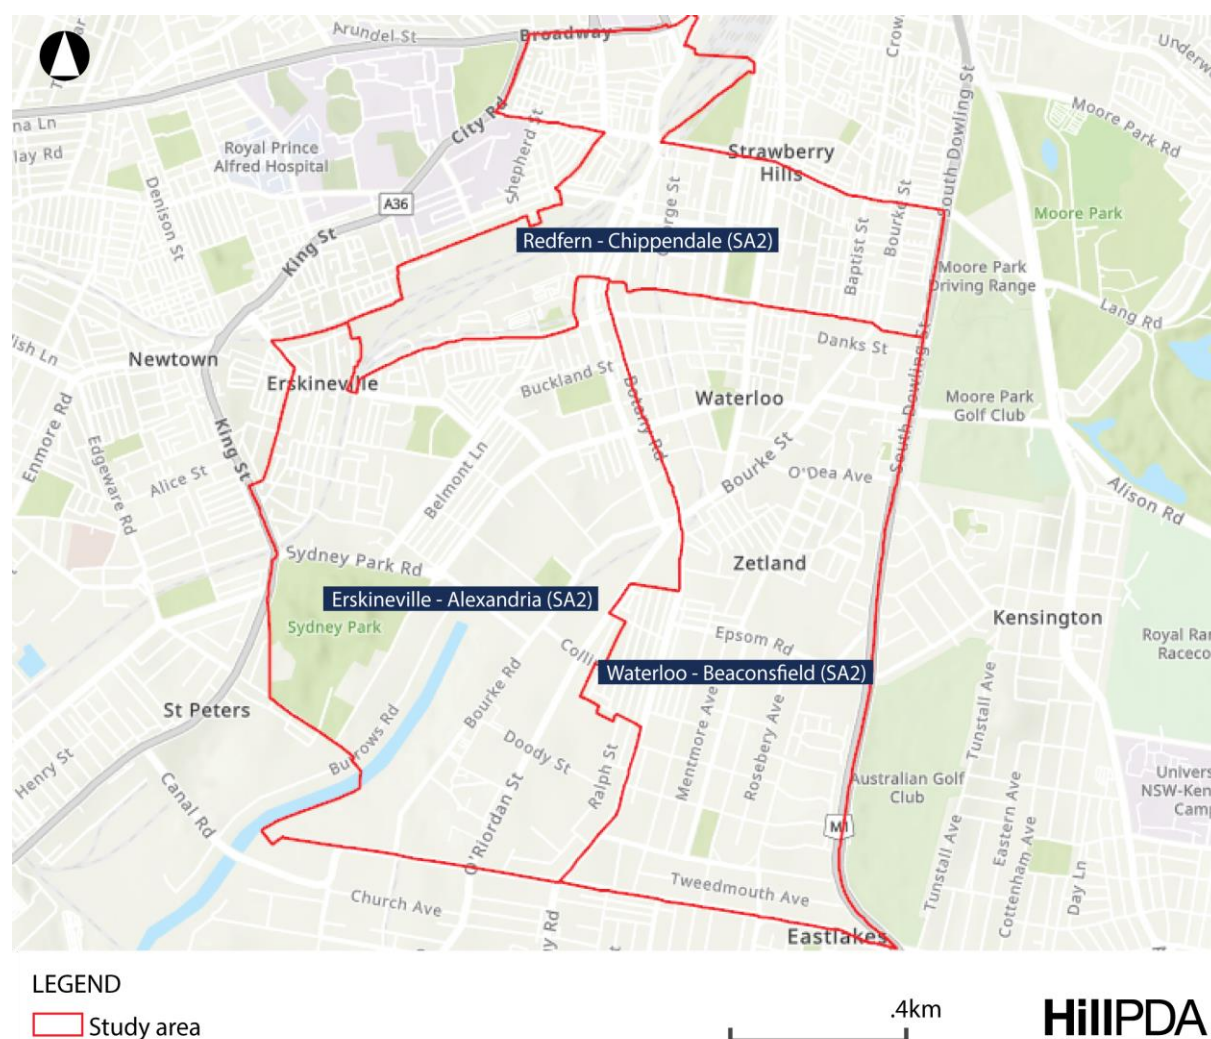 Arundel St
Broadway
Crow
Underw
City Rd
Moore Park Rd
na Ln
lay Rd
Royal Prince
Alfred Hospital
Shepherd St
Strawberry
Hills
South Dowling St
Denison St
A36
Moore Park
King St
Redfern - Chippendale (SA2)
rge St
Baptist St
Bourke St
Moore Park
Driving Range
Lang Rd
lish Ln
Newtown
Erskineville
Danks St
Buckland St
Waterloo
Botany Rd
Moore Park
Golf Club
South Dowling St
Enmore Rd
King St
Edgeware Rd
Alice St
Belmont Ln
Bourke St
O'Dea Ave
Alison Rd
Sydney Park Rd
Zetland
Erskineville - Alexandria (SA2)
Sydney Park
Kensington
Epsom Rd
Royal Ra
Raceco
Colli
Waterloo - Beaconsfield (SA2)
St Peters
Bourke Rd
Burrows Rd
Doody St
Mentmore Ave
Rosebery Ave
Tunstall Ave
Henry St
Canal Rd
O'Riordan St
Ralph St
Australian Golf
Club
Univers
NSW-Ken
Camp
M1
Tunstall Ave
Eastern Ave
Cottenham Ave
Day Ln
Church Ave
Tweedmouth Ave
y Rd
Eastlakes
LEGEND
Study area
.4km
HillPDA